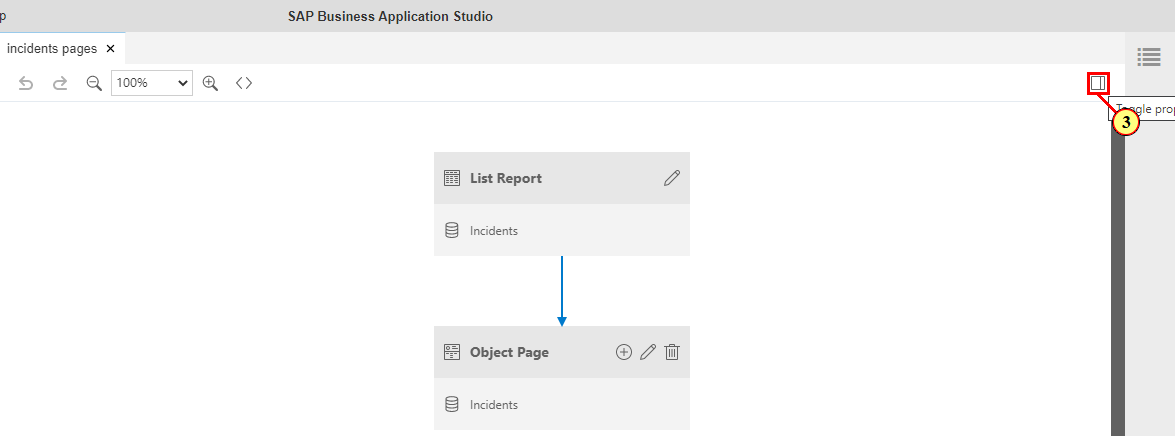 p
SAP Business Application Studio
incidents pages
100%
Toggle prop
3
List Report
Incidents
Object Page
Incidents